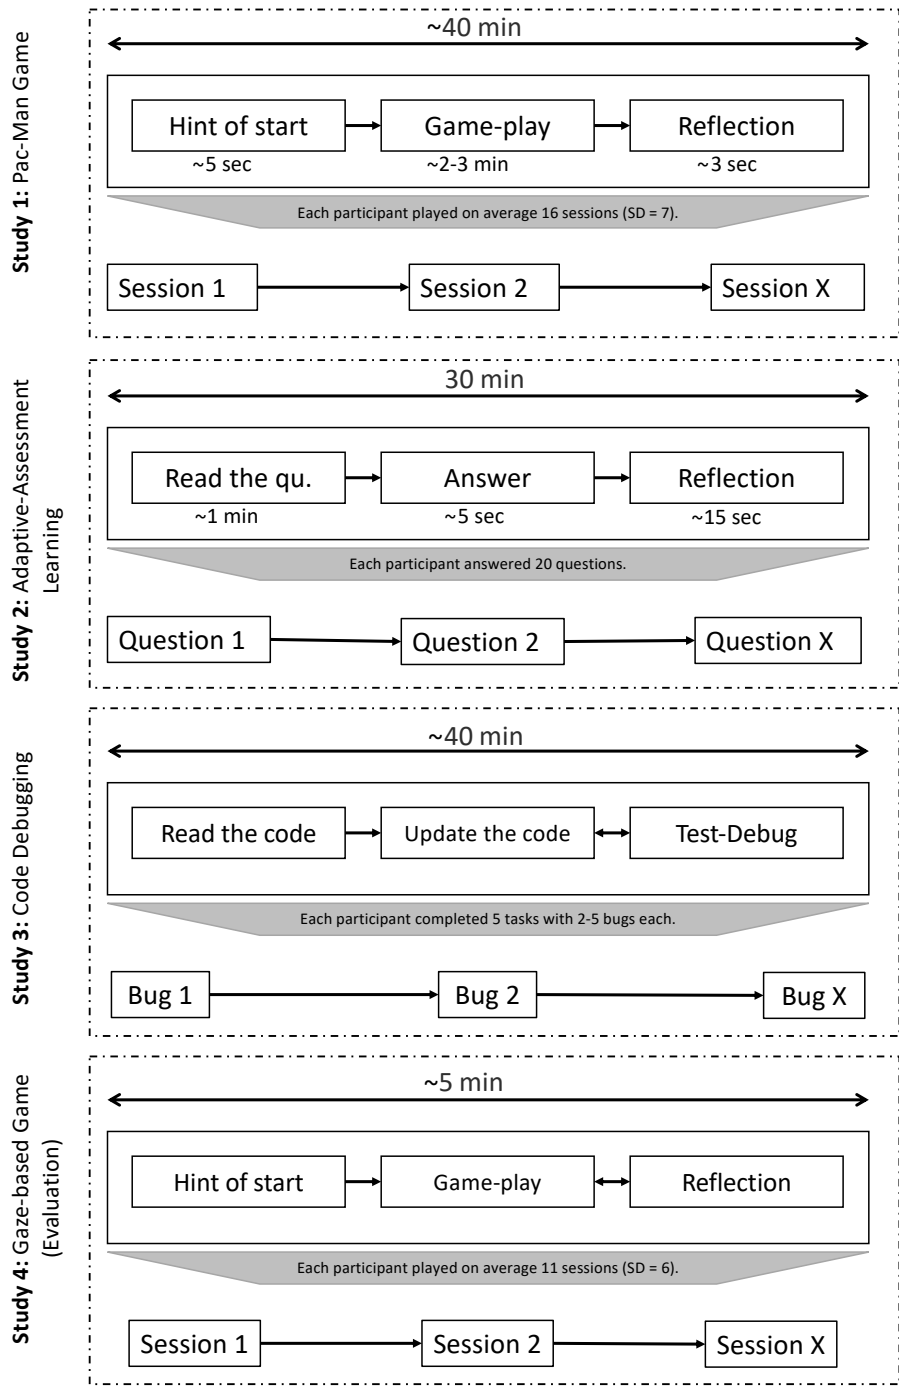 Study 1: Pac-Man Game
~40 min
Hint of start
Game-play
Reflection
~5 sec
~2-3 min
~3 sec
Each participant played on average 16 sessions (SD = 7).
Session 1
Session 2
Session X
Study 2: Adaptive-Assessment
Learning
30 min
Read the qu.
Answer
Reflection
~1 min
~5 sec
~15 sec
Each participant answered 20 questions.
Question 1
Question 2
Question X
Study 3: Code Debugging
~40 min
Read the code
Update the code
Test-Debug
Each participant completed 5 tasks with 2-5 bugs each.
Bug 1
Bug 2
Bug X
Study 4: Gaze-based Game
(Evaluation)
~5 min
Hint of start
Game-play
Reflection
Each participant played on average 11 sessions (SD = 6).
Session 1
Session 2
Session X